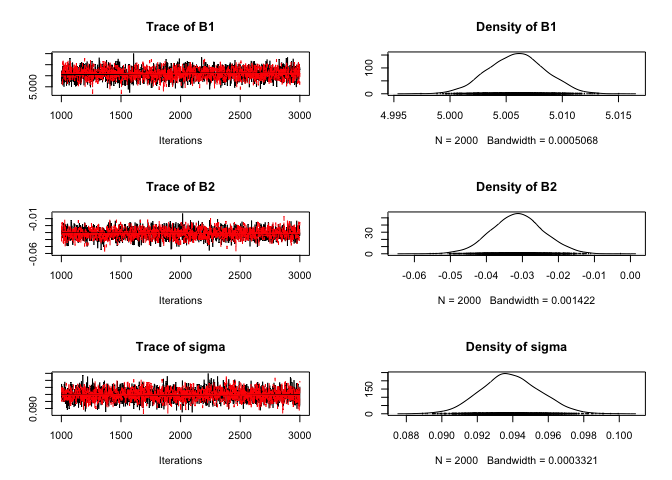 Trace of B1
5.000
1000 1500 2000 2500 3000
Iterations
Density of B1
0 100
4.995 5.000 5.005 5.010 5.015
N = 2000 Bandwidth = 0.0005068
Trace of B2
-0.06 -0.01
1000 1500 2000 2500 3000
Iterations
Density of B2
0 30
-0.06 -0.05 -0.04 -0.03 -0.02 -0.01 0.00
N = 2000 Bandwidth = 0.001422
Trace of sigma
0.090
1000 1500 2000 2500 3000
Iterations
Density of sigma
0 150
0.088 0.090 0.092 0.094 0.096 0.098 0.100
N = 2000 Bandwidth = 0.0003321